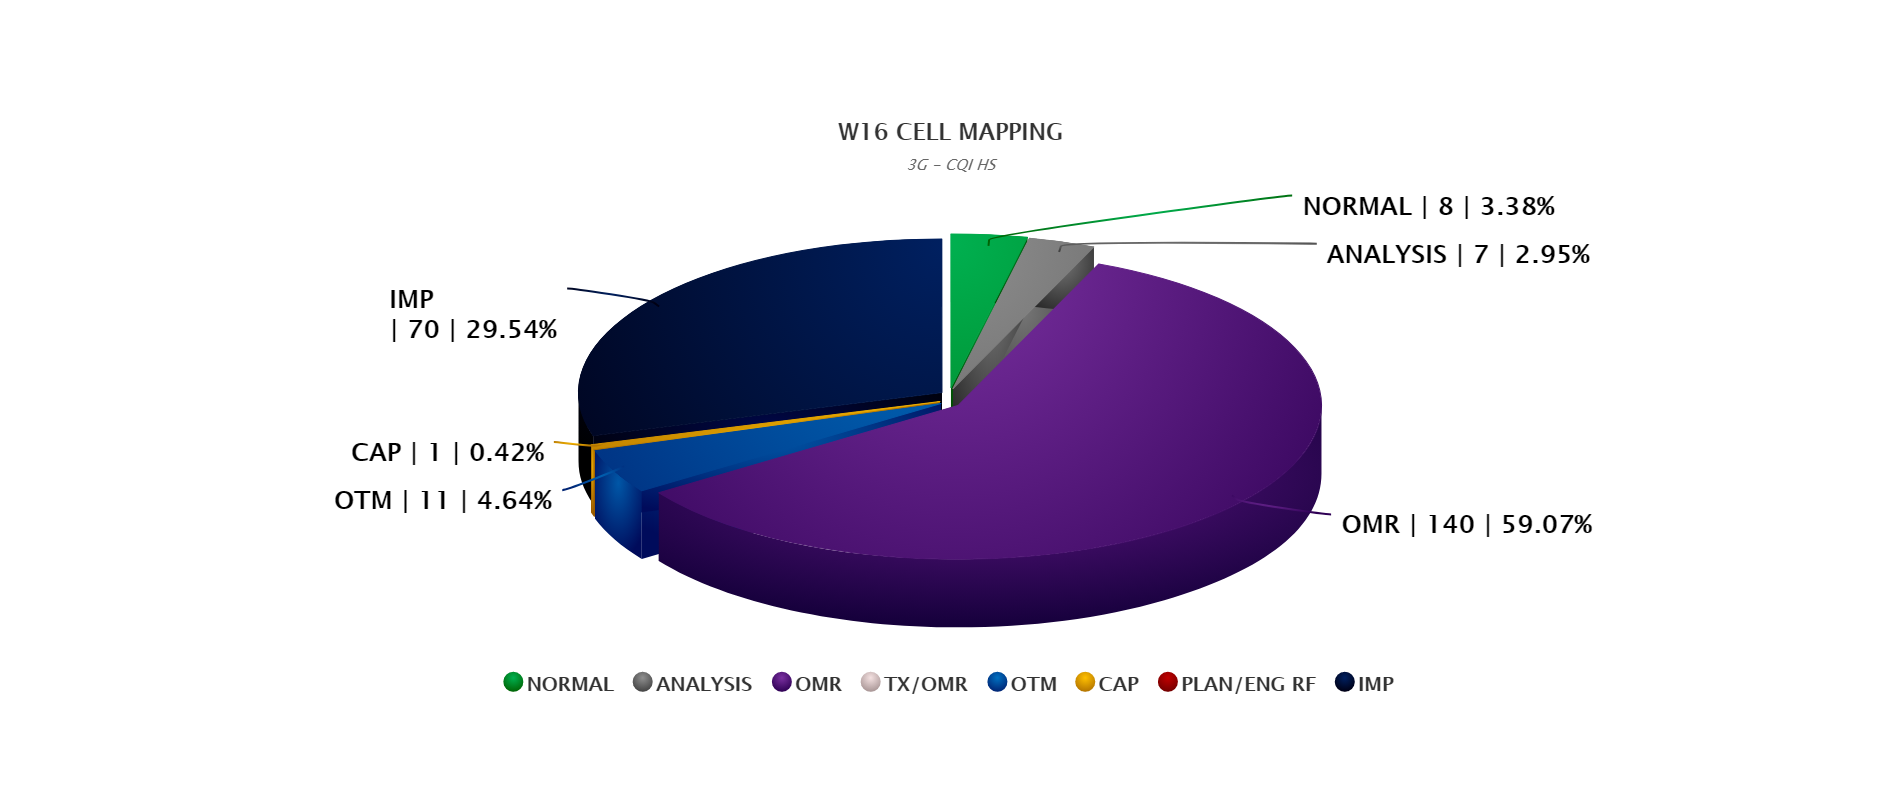 W16 CELL MAPPING
3G - CQI HS
NORMAL | 8 | 3.38%
ANALYSIS | 7 | 2.95%
IMP
| 70 | 29.54%
CAP | 1 | 0.42%
OTM | 11 | 4.64%
OMR | 140 | 59.07%
NORMAL ANALYSIS OMR TX/OMR OTM CAP PLAN/ENG RF IMP